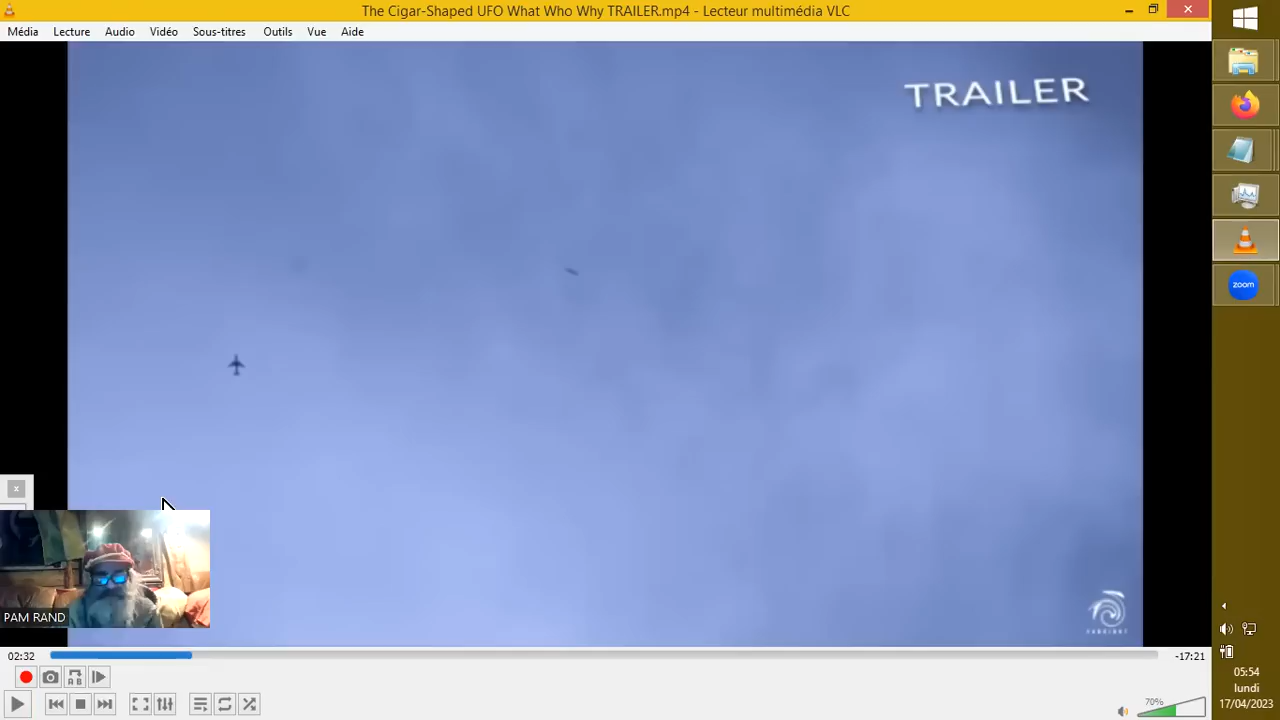 The Cigar-Shaped UFO What Who Why TRAILER.mp4 - Lecteur multimédia VLC
Média Lecture Audio Vidéo Sous-titres Outils Vue Aide
TRAILER
zoom
PAM RAND
02:32
-17:21
70%
05:54
lundi
17/04/2023